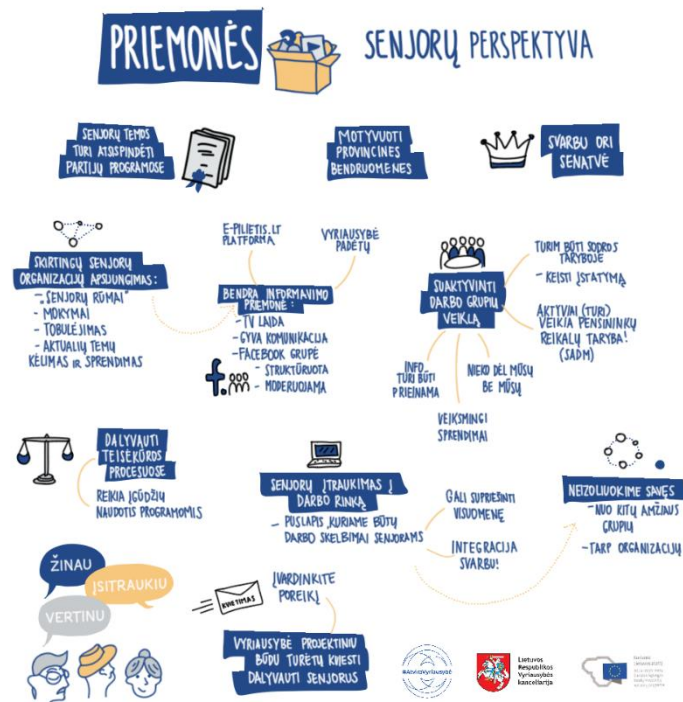 PRIEMONĖS
SENJORŲ PERSPEKTYVA
SENJORŲ TEMOS
TURI ATSISPINDĖTI
PARTIJŲ PROGRAMOSE
MOTYVUOTI
PROVINCINES
BENDRUOMENES
SVARBU ORI
SENATVĖ
SKIRTINGŲ SENJORŲ
ORGANIZACIJŲ APSIJUNGIMAS:
- „SENJORŲ RŪMAI"
- MOKYMAI
- TOBULĖJIMAS
- AKTUALIŲ TEMŲ
KĖLIMAS IR SPRENDIMAS
E-PILIETIS.LT
PLATFORMA
VYRIAUSYBĖ
PADĖTŲ
BENDRA INFORMAVIMO
PRIEMONĖ:
- TV LAIDA
- GYVA KOMUNIKACIJA
- FACEBOOK GRUPĖ
- STRUKTŪRUOTA
- MODERUOJAMA
f
SUAKTYVINTI
DARBO GRUPIŲ
VEIKLĄ
TURIM BŪTI SODROS
TARYBOJE
- KEISTI ĮSTATYMĄ
AKTYVIAI (TURI)
VEIKIA PENSININKŲ
REIKALŲ TARYBA!
(SADM)
INFO
TURI BŪTI
PRIEINAMA
VEIKSMINGI
SPRENDIMAI
NIEKO DĖL MŪSŲ
BE MŪSŲ
DALYVAUTI
TEISĖKŪROS
PROCESUOSE
REIKIA ĮGŪDŽIŲ
NAUDOTIS PROGRAMOMIS
SENJORŲ ĮTRAUKIMAS Į
DARBO RINKĄ
- PUSLAPIS, KURIAME BŪTŲ
DARBO SKELBIMAI SENJORAMS
GALI SUPRIEŠINTI
VISUOMENĘ
INTEGRACIJA
SVARBU!
NEIZOLIUOKIME SAVĘS
- NUO KITŲ AMŽIAUS
GRUPIŲ
- TARP ORGANIZACIJŲ
ŽINAU
ĮSITRAUKIU
VERTINU
KVIETIMAS
ĮVARDINKITE
POREIKĮ
VYRIAUSYBĖ PROJEKTINIU
BŪDU TURĖTŲ KVIESTI
DALYVAUTI SENJORUS
#AtviraVyriausybė
Lietuvos
Respublikos
Vyriausybės
kanceliarija